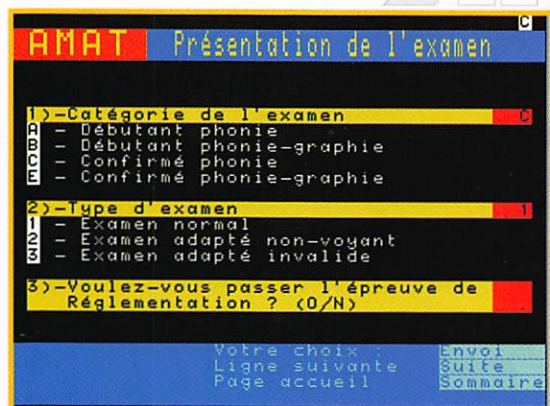 C
AMAT Présentation de l'examen
1)-Catégorie de l'examen C
A - Débutant phonie
B - Débutant phonie-graphie
C - Confirmé phonie
E - Confirmé phonie-graphie
2)-Type d'examen 1
1 - Examen normal
2 - Examen adapté non-voyant
3 - Examen adapté invalide
3)-Voulez-vous passer l'épreuve de
Réglementation ? (O/N)
Votre choix : Envoi
Ligne suivante Suite
Page accueil Sommaire